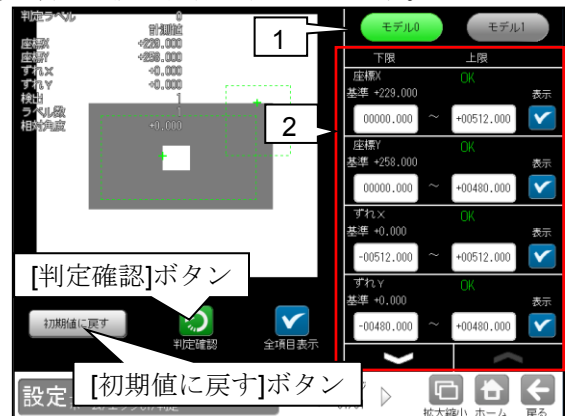 判定ラベル 0
計測値
座標X +229.000
座標Y +258.000
ずれX +0.000
ずれY +0.000
検出 1
ラベル数 1
相対角度 +0.000
1
2
モデル0 モデル1
下限 上限
座標X OK
基準 +229.000 表示
00000.000 ~ +00512.000
座標Y OK
基準 +258.000 表示
00000.000 ~ +00480.000
ずれX OK
基準 +0.000 表示
-00512.000 ~ +00512.000
ずれY OK
基準 +0.000 表示
-00480.000 ~ +00480.000
[判定確認]ボタン
初期値に戻す
判定確認
全項目表示
[初期値に戻す]ボタン
設定
拡大縮小 ホーム 戻る